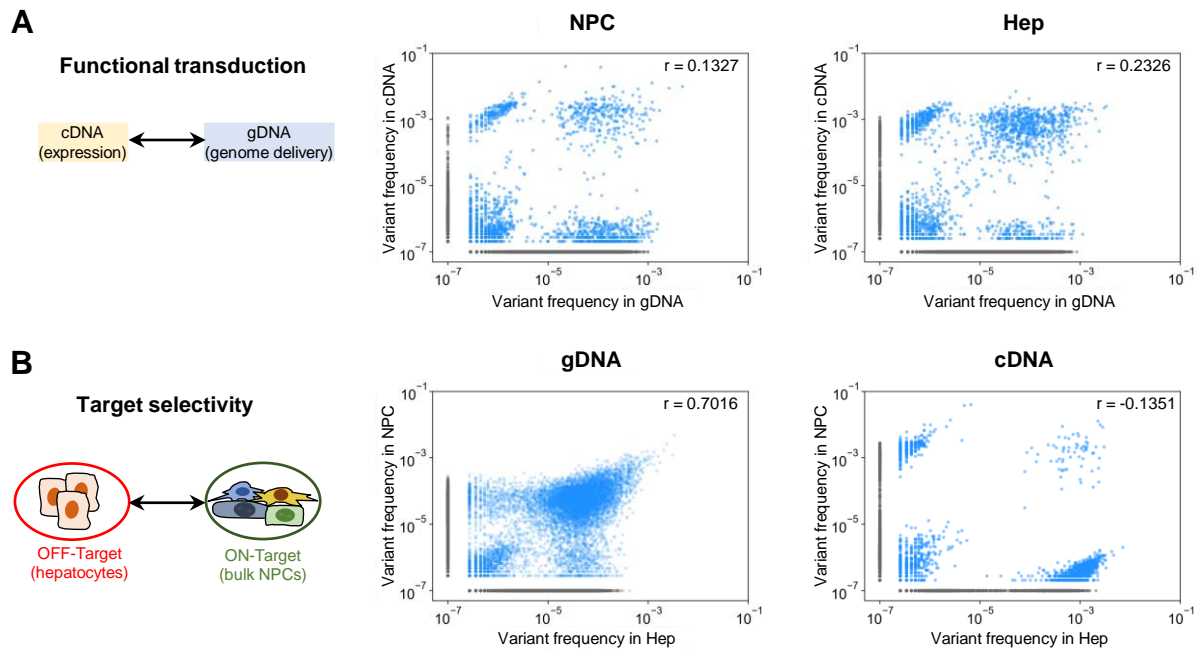 A
Functional transduction
cDNA
(expression)
gDNA
(genome delivery)
NPC
r = 0.1327
Variant frequency in cDNA
10⁻¹
10⁻³
10⁻⁵
10⁻⁷
10⁻⁷ 10⁻⁵ 10⁻³ 10⁻¹
Variant frequency in gDNA
Hep
r = 0.2326
Variant frequency in cDNA
10⁻¹
10⁻³
10⁻⁵
10⁻⁷
10⁻⁷ 10⁻⁵ 10⁻³ 10⁻¹
Variant frequency in gDNA
B
Target selectivity
OFF-Target
(hepatocytes)
ON-Target
(bulk NPCs)
gDNA
r = 0.7016
Variant frequency in NPC
10⁻¹
10⁻³
10⁻⁵
10⁻⁷
10⁻⁷ 10⁻⁵ 10⁻³ 10⁻¹
Variant frequency in Hep
cDNA
r = -0.1351
Variant frequency in NPC
10⁻¹
10⁻³
10⁻⁵
10⁻⁷
10⁻⁷ 10⁻⁵ 10⁻³ 10⁻¹
Variant frequency in Hep